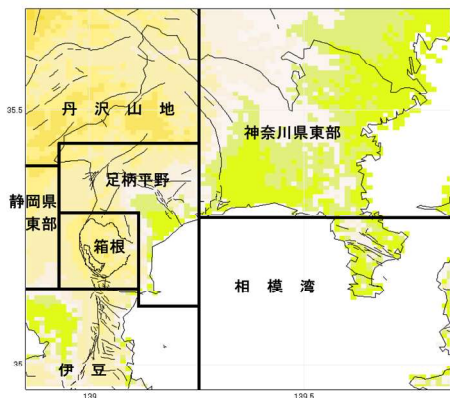 35.5
丹沢山地
神奈川県東部
足柄平野
静岡県
東部
箱根
相模湾
35
伊豆
139
139.5